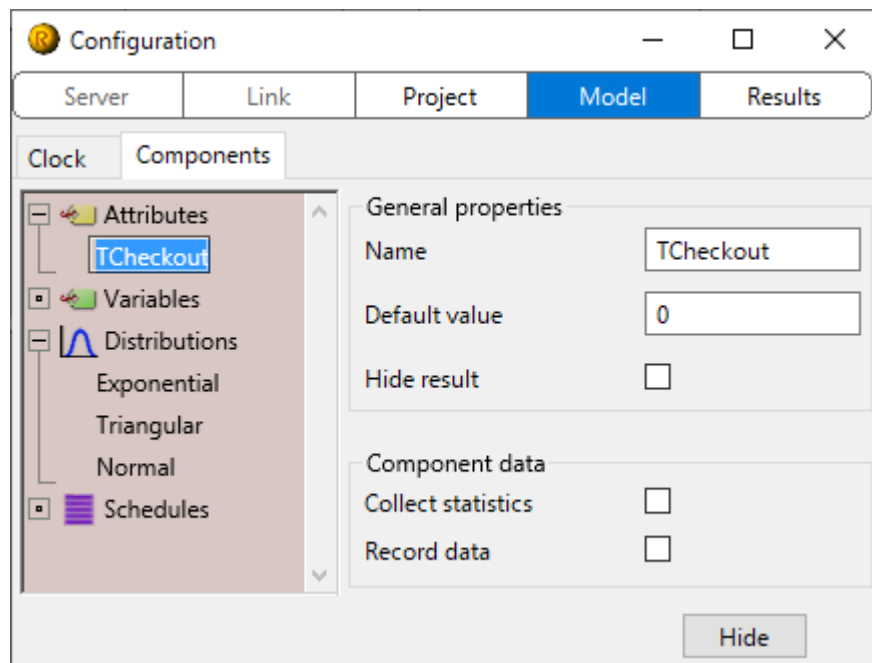 Configuration
Server Link Project Model Results
Clock Components
Attributes
TCheckout
Variables
Distributions
Exponential
Triangular
Normal
Schedules
General properties
Name TCheckout
Default value 0
Hide result
Component data
Collect statistics
Record data
Hide